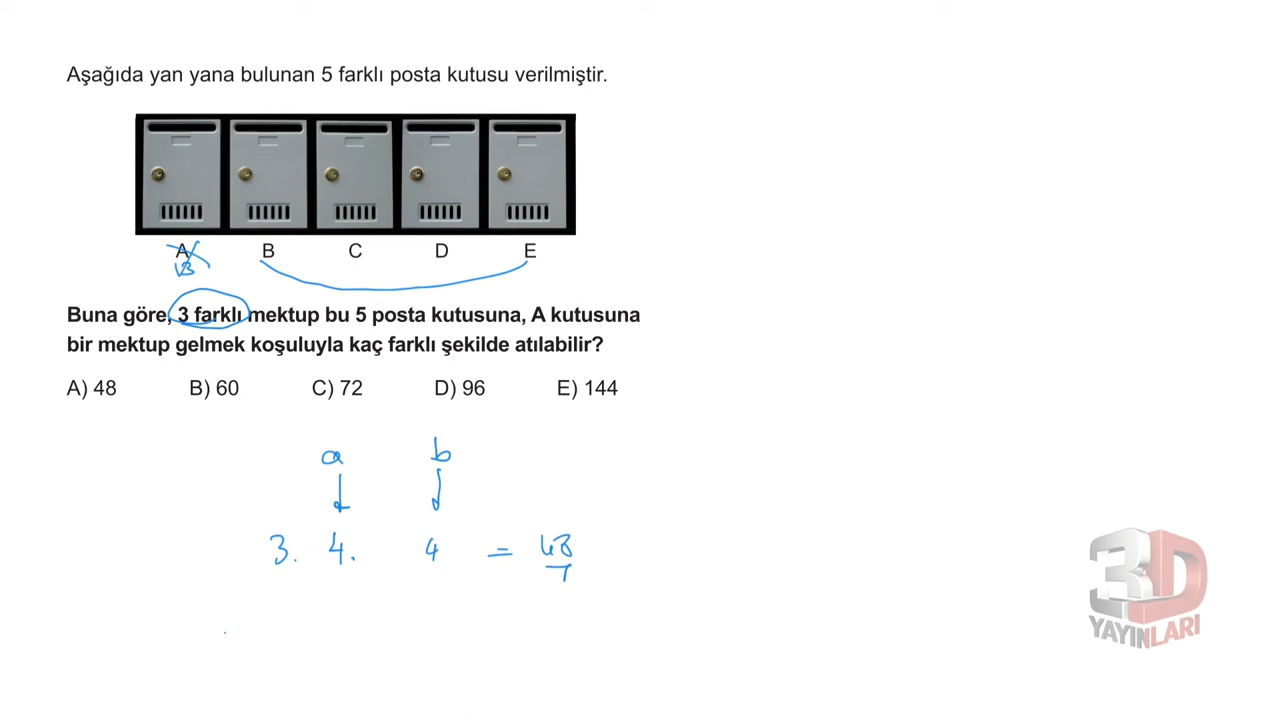 Aşağıda yan yana bulunan 5 farklı posta kutusu verilmiştir.
A B C D E
Buna göre, 3 farklı mektup bu 5 posta kutusuna, A kutusuna
bir mektup gelmek koşuluyla kaç farklı şekilde atılabilir?
A) 48 B) 60 C) 72 D) 96 E) 144
a b
3. 4. 4 = 48
3D
YAYINLARI